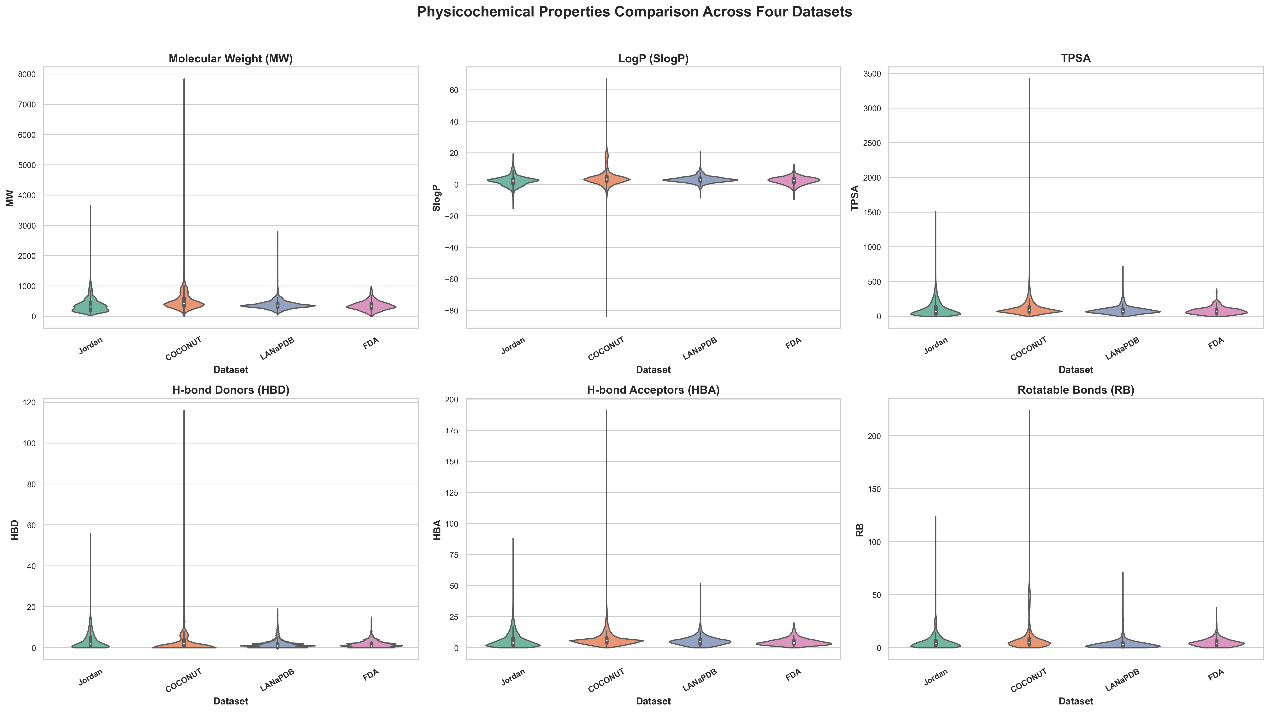 Physicochemical Properties Comparison Across Four Datasets
Molecular Weight (MW)
8000
7000
6000
5000
4000
3000
2000
1000
0
MW
Jordan
COCONUT
LANaPDB
FDA
Dataset
LogP (SlogP)
60
40
20
0
−20
−40
−60
−80
SlogP
Jordan
COCONUT
LANaPDB
FDA
Dataset
TPSA
3500
3000
2500
2000
1500
1000
500
0
TPSA
Jordan
COCONUT
LANaPDB
FDA
Dataset
H-bond Donors (HBD)
120
100
80
60
40
20
0
HBD
Jordan
COCONUT
LANaPDB
FDA
Dataset
H-bond Acceptors (HBA)
200
175
150
125
100
75
50
25
0
HBA
Jordan
COCONUT
LANaPDB
FDA
Dataset
Rotatable Bonds (RB)
200
150
100
50
0
RB
Jordan
COCONUT
LANaPDB
FDA
Dataset